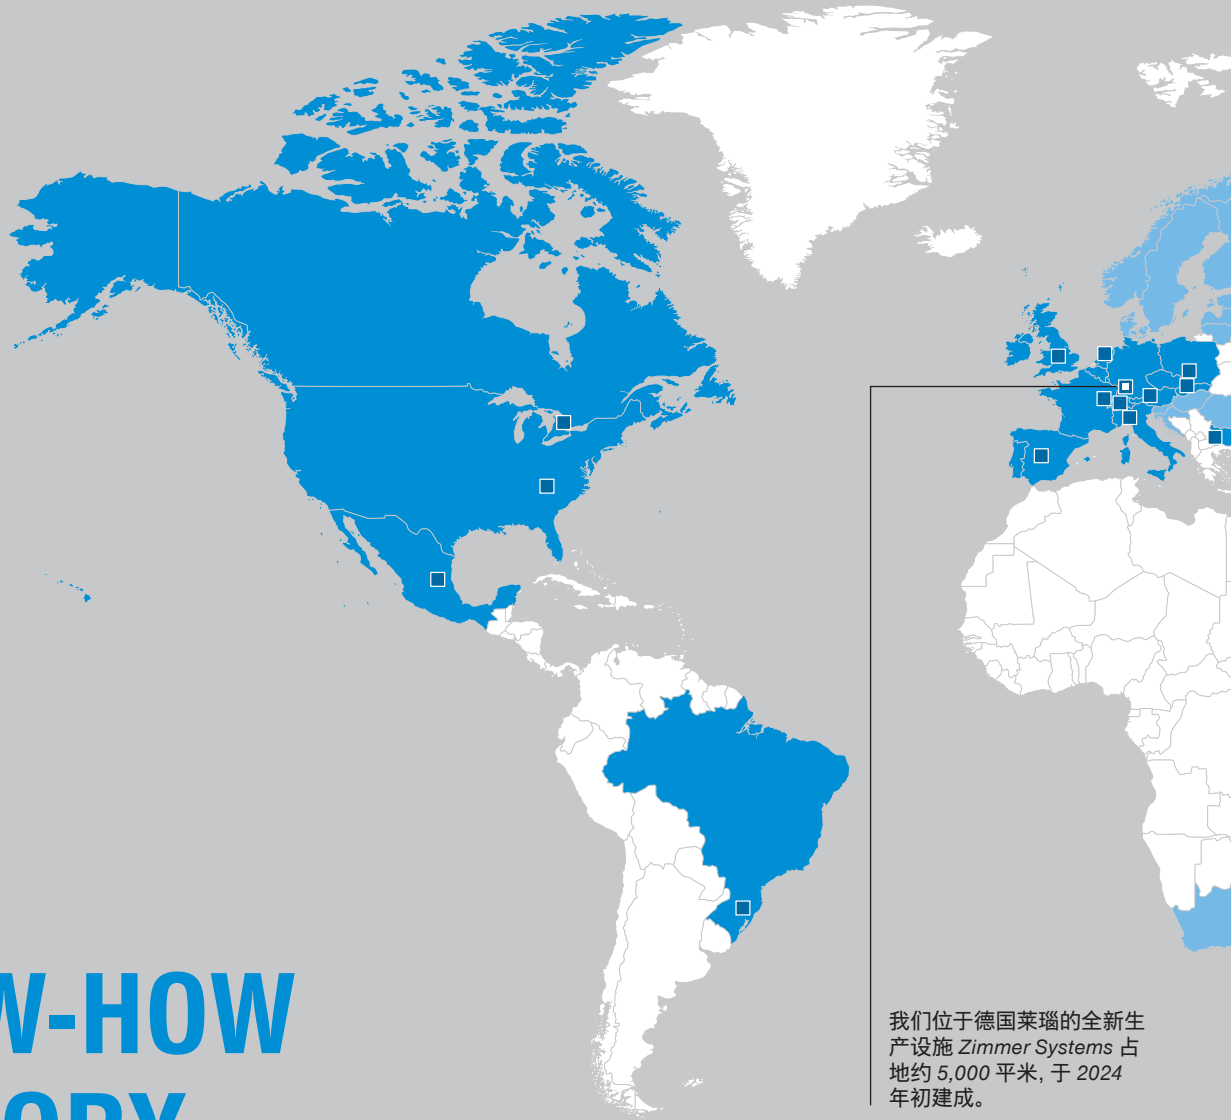 W-HOW
我们位于德国莱瑙的全新生
产设施 Zimmer Systems 占
地约 5,000 平米, 于 2024
年初建成。